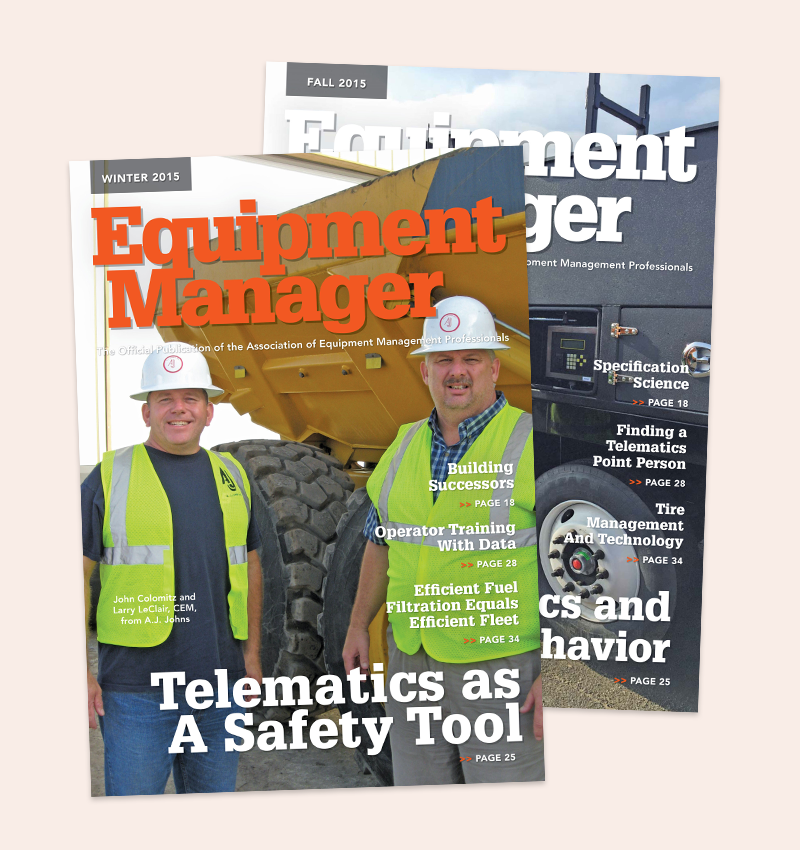 FALL 2015
Equipment
ger
oment Management Professionals
Specification
Science
>> PAGE 18
Finding a
Telematics
Point Person
>> PAGE 28
Tire
Management
And Technology
>> PAGE 34
cs and
havior
>> PAGE 25
WINTER 2015
Equipment
Manager
The Official Publication of the Association of Equipment Management Professionals
AJ
Building
Successors
>> PAGE 18
Operator Training
With Data
>> PAGE 28
Efficient Fuel
Filtration Equals
Efficient Fleet
>> PAGE 34
John Colomitz and
Larry LeClair, CEM,
from A.J. Johns
Telematics as
A Safety Tool
>> PAGE 25